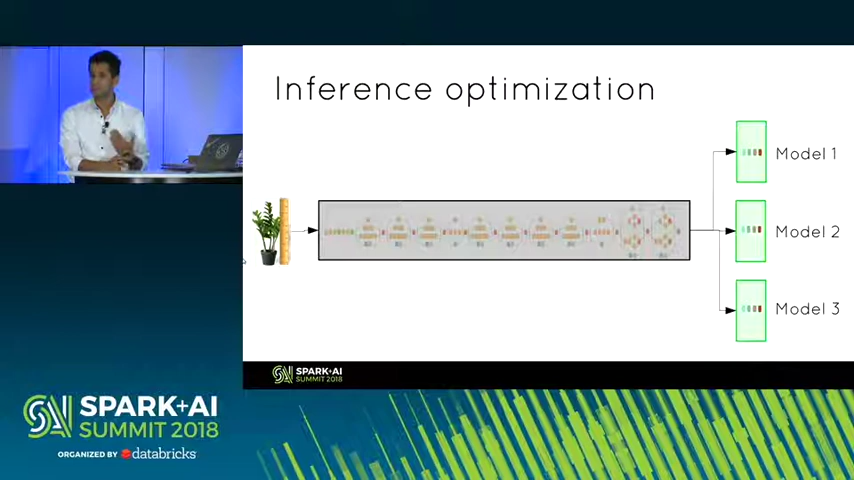 Inference optimization
Model 1
Model 2
Model 3
SPARK+AI
SUMMIT 2018
SPARK+AI
SUMMIT 2018
ORGANIZED BY databricks